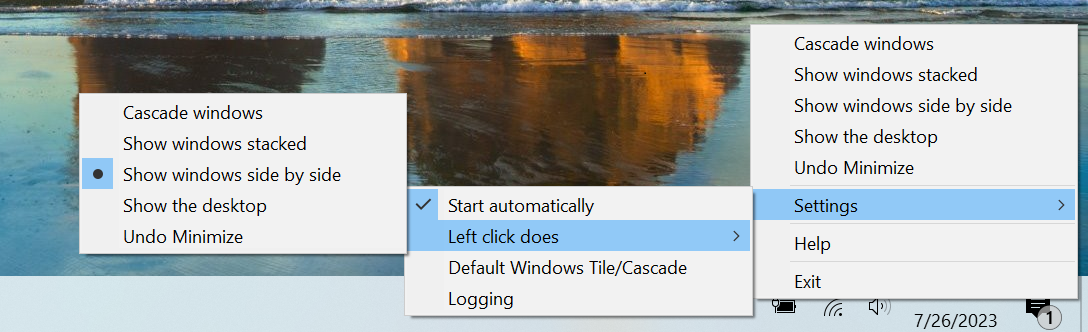 Cascade windows
Show windows stacked
Show windows side by side
Show the desktop
Undo Minimize
Start automatically
Left click does
Default Windows Tile/Cascade
Logging
Cascade windows
Show windows stacked
Show windows side by side
Show the desktop
Undo Minimize
Settings
Help
Exit
7/26/2023
1